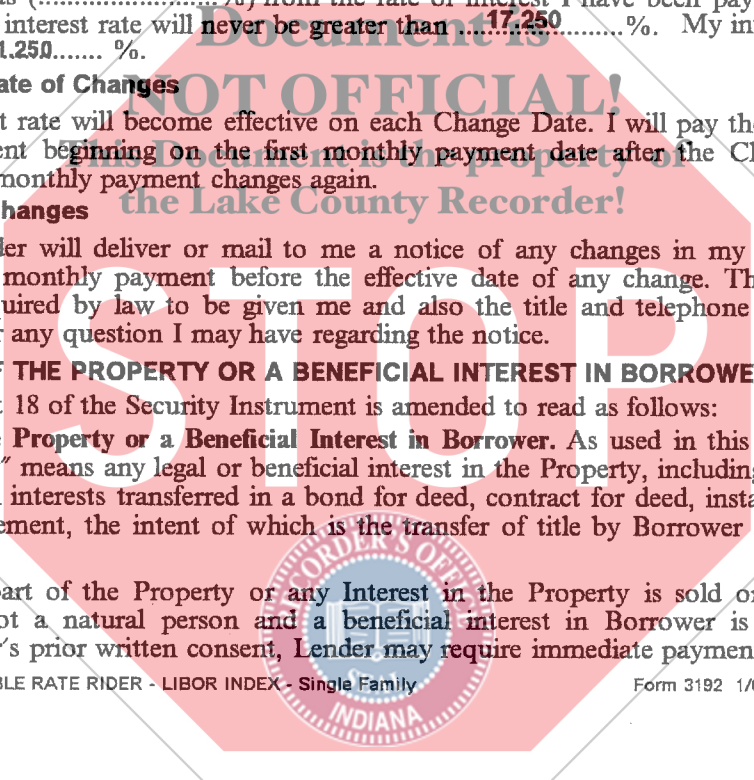 interest rate will never be greater than ....17.250..........%. My in
1.250....... %.
ate of Changes
t rate will become effective on each Change Date. I will pay the
ent beginning on the first monthly payment date after the Cl
monthly payment changes again.
hanges
ler will deliver or mail to me a notice of any changes in my
monthly payment before the effective date of any change. Th
uired by law to be given me and also the title and telephone
any question I may have regarding the notice.
F THE PROPERTY OR A BENEFICIAL INTEREST IN BORROWE
t 18 of the Security Instrument is amended to read as follows:
Property or a Beneficial Interest in Borrower. As used in this
" means any legal or beneficial interest in the Property, including
interests transferred in a bond for deed, contract for deed, insta
ement, the intent of which is the transfer of title by Borrower
art of the Property or any Interest in the Property is sold or
ot a natural person and a beneficial interest in Borrower is
r's prior written consent, Lender may require immediate paymen
BLE RATE RIDER - LIBOR INDEX - Single Family Form 3192 1/
Document is
NOT OFFICIAL!
This Document is the property of
the Lake County Recorder!
STOP
RECORDER'S OFFICE
Seal
INDIANA